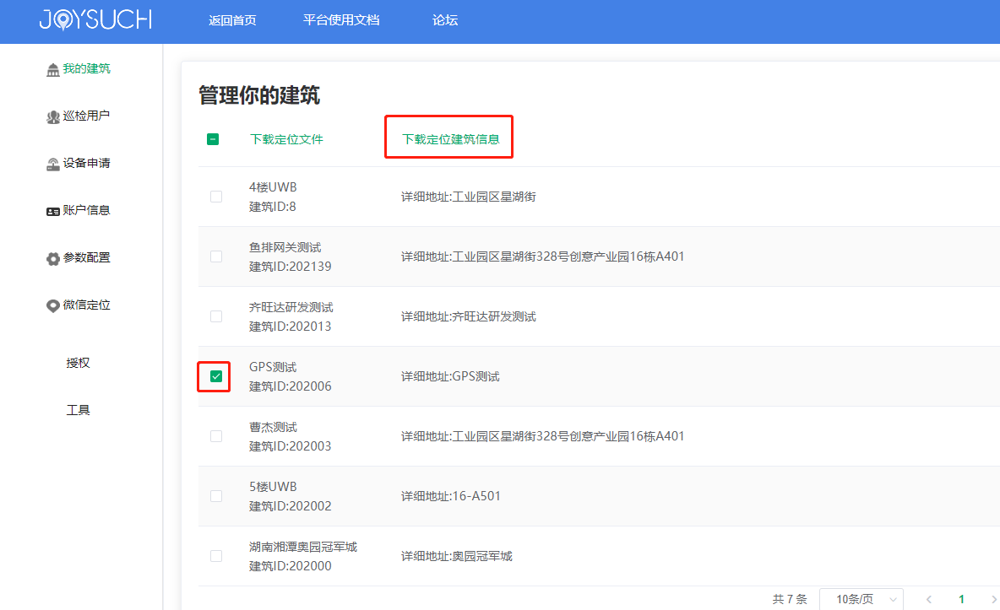 JOYSUCH
返回首页
平台使用文档
论坛
我的建筑
巡检用户
设备申请
账户信息
参数配置
微信定位
授权
工具
管理你的建筑
下载定位文件
下载定位建筑信息
4楼UWB
建筑ID:8
详细地址:工业园区星湖街
鱼排网关测试
建筑ID:202139
详细地址:工业园区星湖街328号创意产业园16栋A401
齐旺达研发测试
建筑ID:202013
详细地址:齐旺达研发测试
GPS测试
建筑ID:202006
详细地址:GPS测试
曹杰测试
建筑ID:202003
详细地址:工业园区星湖街328号创意产业园16栋A401
5楼UWB
建筑ID:202002
详细地址:16-A501
湖南湘潭奥园冠军城
建筑ID:202000
详细地址:奥园冠军城
共 7 条
10条/页
1